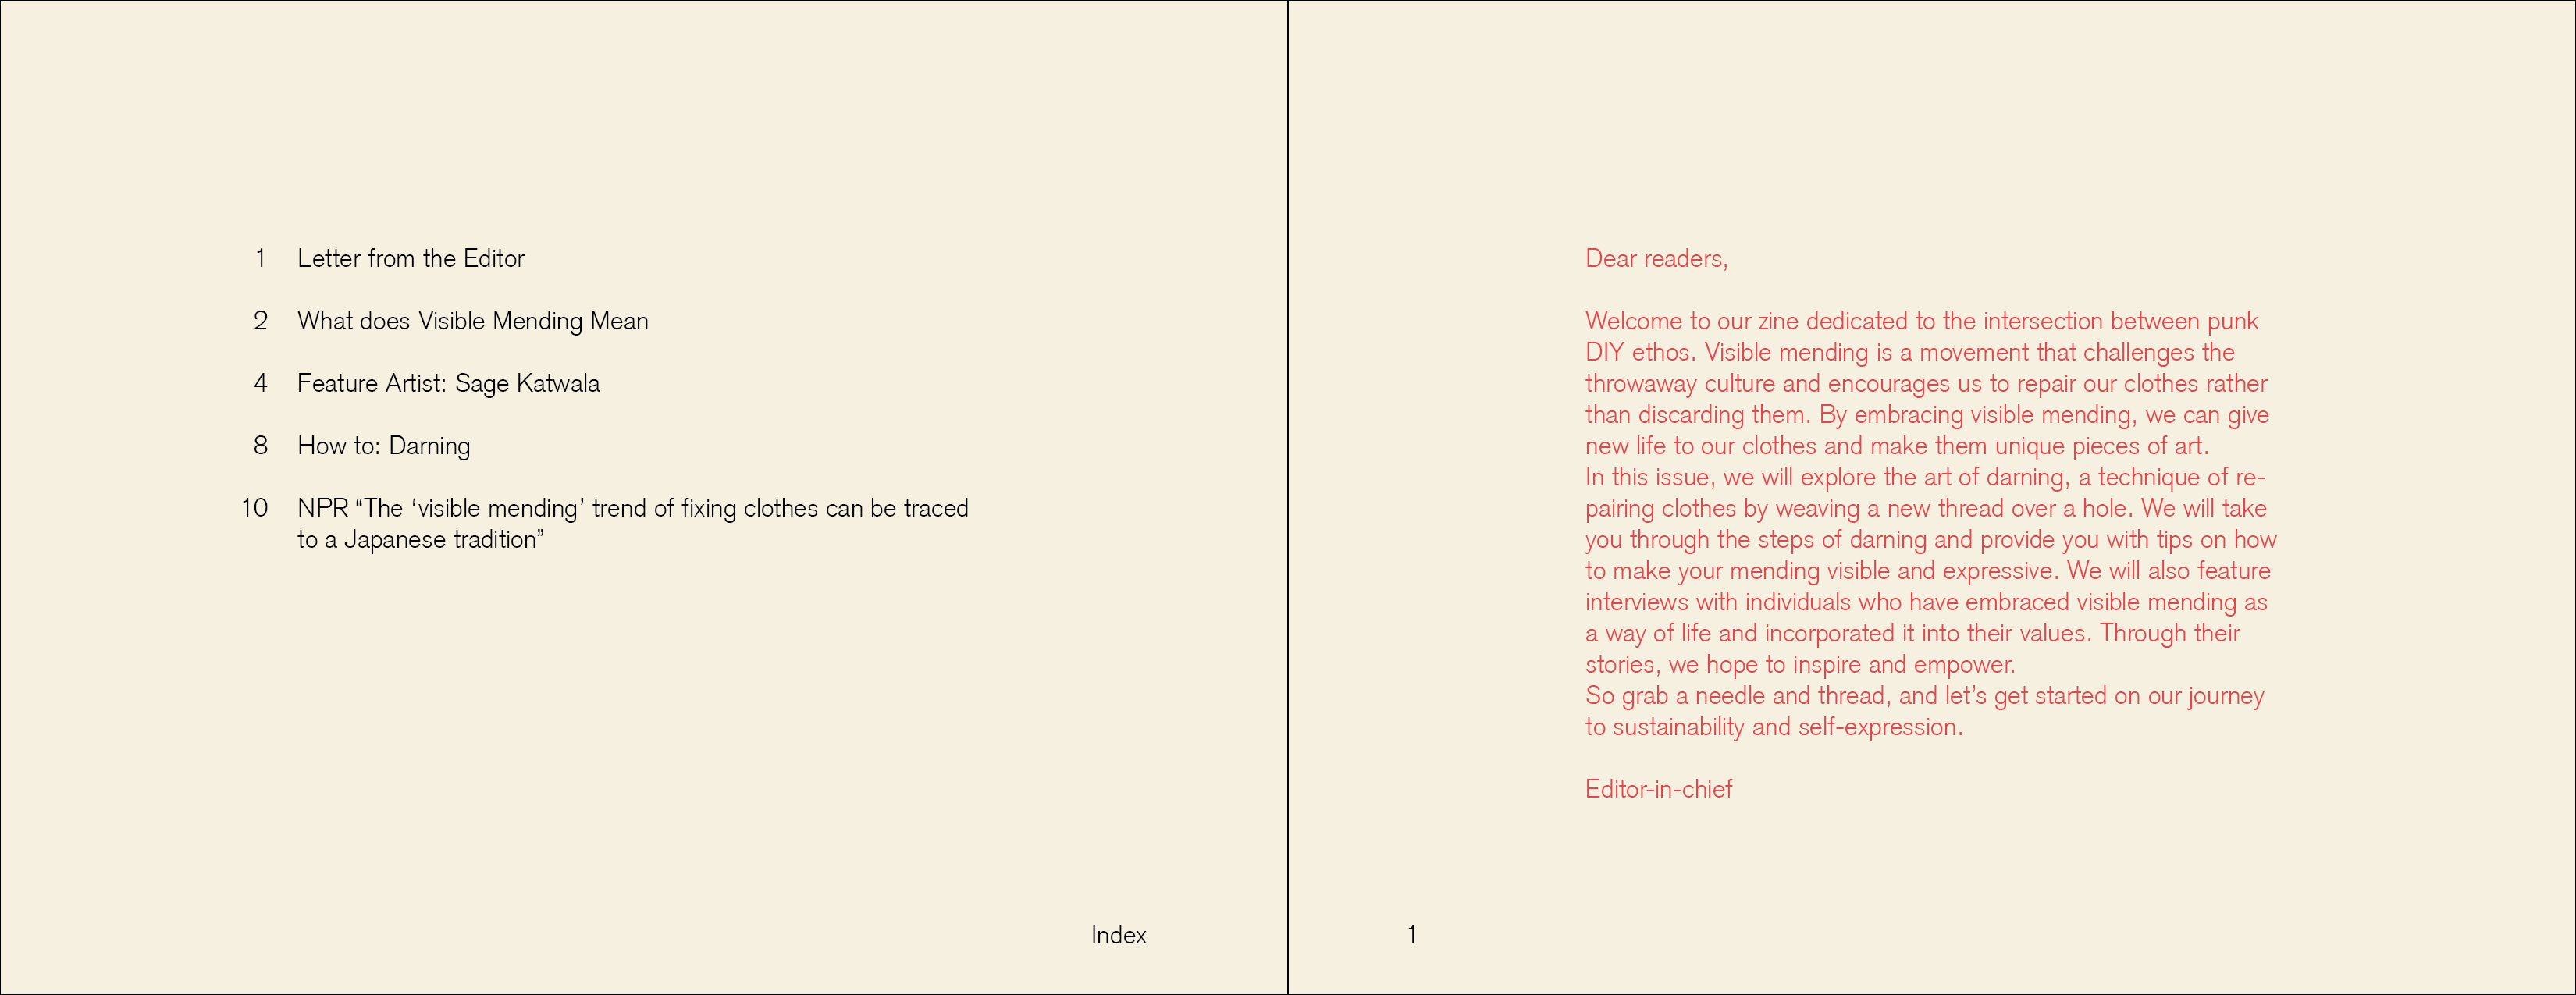 1 Letter from the Editor
2 What does Visible Mending Mean
4 Feature Artist: Sage Katwala
8 How to: Darning
10 NPR “The ‘visible mending’ trend of fixing clothes can be traced
to a Japanese tradition”
Index
Dear readers,
Welcome to our zine dedicated to the intersection between punk
DIY ethos. Visible mending is a movement that challenges the
throwaway culture and encourages us to repair our clothes rather
than discarding them. By embracing visible mending, we can give
new life to our clothes and make them unique pieces of art.
In this issue, we will explore the art of darning, a technique of re-
pairing clothes by weaving a new thread over a hole. We will take
you through the steps of darning and provide you with tips on how
to make your mending visible and expressive. We will also feature
interviews with individuals who have embraced visible mending as
a way of life and incorporated it into their values. Through their
stories, we hope to inspire and empower.
So grab a needle and thread, and let’s get started on our journey
to sustainability and self-expression.
Editor-in-chief
1